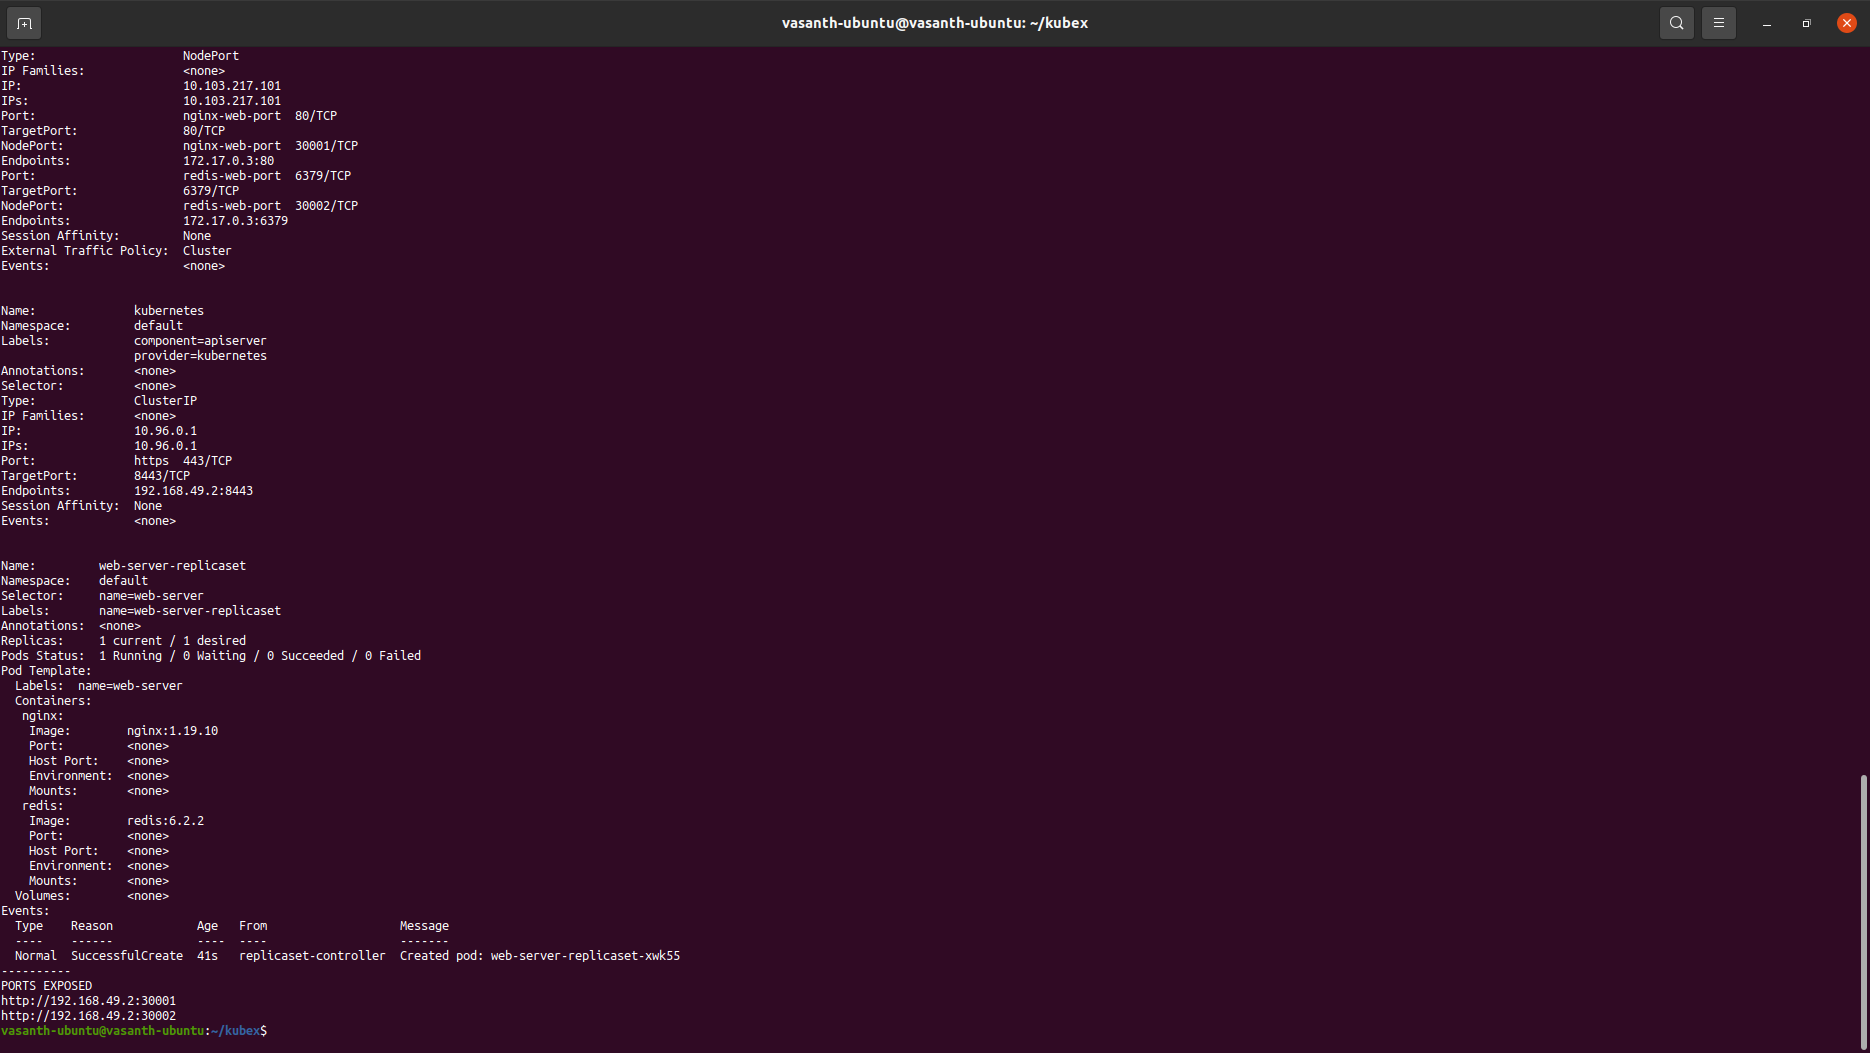 vasanth-ubuntu@vasanth-ubuntu: ~/kubex
Type:                     NodePort
IP Families:              <none>
IP:                       10.103.217.101
IPs:                      10.103.217.101
Port:                     nginx-web-port  80/TCP
TargetPort:               80/TCP
NodePort:                 nginx-web-port  30001/TCP
Endpoints:                172.17.0.3:80
Port:                     redis-web-port  6379/TCP
TargetPort:               6379/TCP
NodePort:                 redis-web-port  30002/TCP
Endpoints:                172.17.0.3:6379
Session Affinity:         None
External Traffic Policy:  Cluster
Events:                   <none>
Name:              kubernetes
Namespace:         default
Labels:            component=apiserver
                   provider=kubernetes
Annotations:       <none>
Selector:          <none>
Type:              ClusterIP
IP Families:       <none>
IP:                10.96.0.1
IPs:               10.96.0.1
Port:              https  443/TCP
TargetPort:        8443/TCP
Endpoints:         192.168.49.2:8443
Session Affinity:  None
Events:            <none>
Name:         web-server-replicaset
Namespace:    default
Selector:     name=web-server
Labels:       name=web-server-replicaset
Annotations:  <none>
Replicas:     1 current / 1 desired
Pods Status:  1 Running / 0 Waiting / 0 Succeeded / 0 Failed
Pod Template:
  Labels:  name=web-server
  Containers:
   nginx:
    Image:        nginx:1.19.10
    Port:         <none>
    Host Port:    <none>
    Environment:  <none>
    Mounts:       <none>
   redis:
    Image:        redis:6.2.2
    Port:         <none>
    Host Port:    <none>
    Environment:  <none>
    Mounts:       <none>
  Volumes:        <none>
Events:
  Type    Reason            Age   From                   Message
  ----    ------            ----  ----                   -------
  Normal  SuccessfulCreate  41s   replicaset-controller  Created pod: web-server-replicaset-xwk55
----------
PORTS EXPOSED
http://192.168.49.2:30001
http://192.168.49.2:30002
vasanth-ubuntu@vasanth-ubuntu:~/kubex$